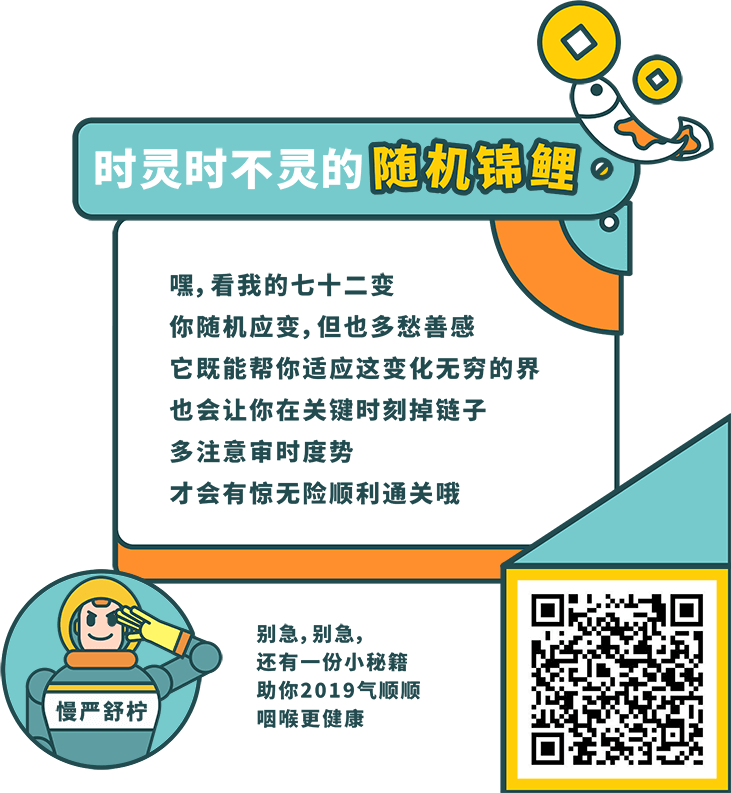 时灵时不灵的随机锦鲤
嘿,看我的七十二变
你随机应变,但也多愁善感
它既能帮你适应这变化无穷的界
也会让你在关键时刻掉链子
多注意审时度势
才会有惊无险顺利通关哦
别急,别急,
还有一份小秘籍
助你2019气顺顺
咽喉更健康
慢严舒柠